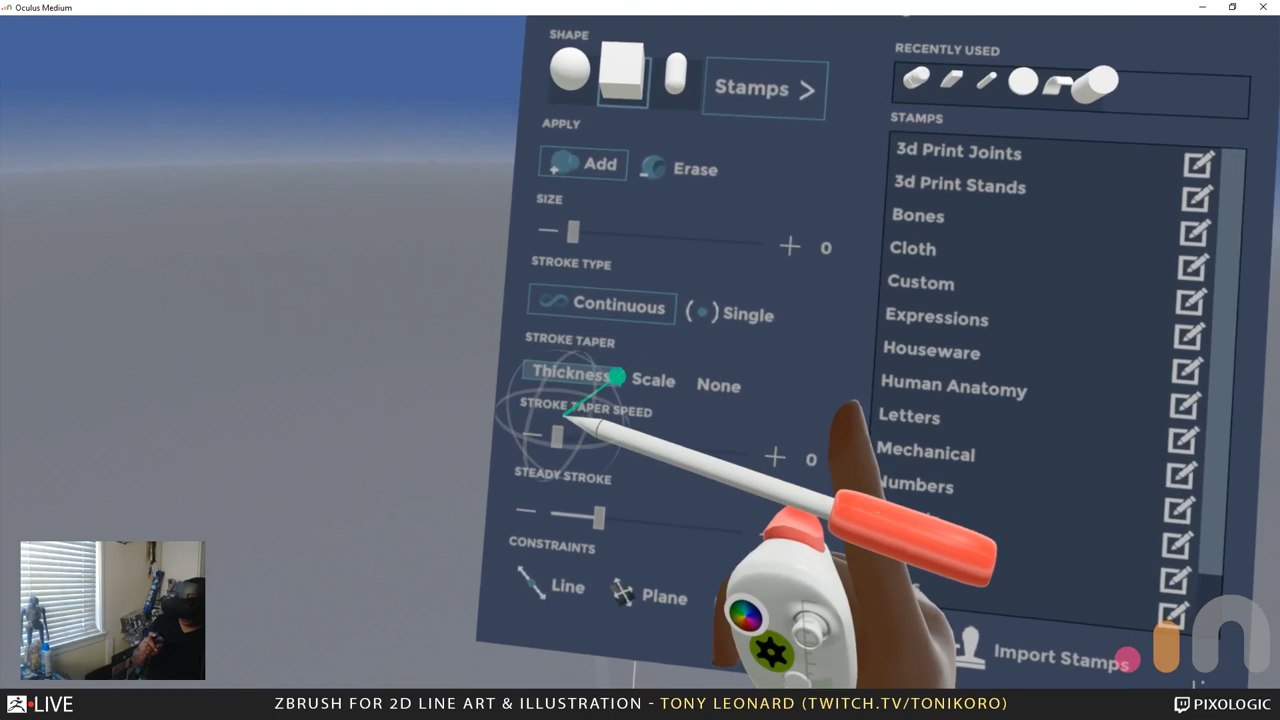 Oculus Medium
SHAPE
Stamps >
APPLY
Add
Erase
SIZE
0
STROKE TYPE
Continuous
Single
STROKE TAPER
Thickness
Scale
None
STROKE TAPER SPEED
0
STEADY STROKE
CONSTRAINTS
Line
Plane
RECENTLY USED
STAMPS
3d Print Joints
3d Print Stands
Bones
Cloth
Custom
Expressions
Houseware
Human Anatomy
Letters
Mechanical
Numbers
Import Stamps
LIVE
ZBRUSH FOR 2D LINE ART & ILLUSTRATION - TONY LEONARD (TWITCH.TV/TONIKORO)
PIXOLOGIC